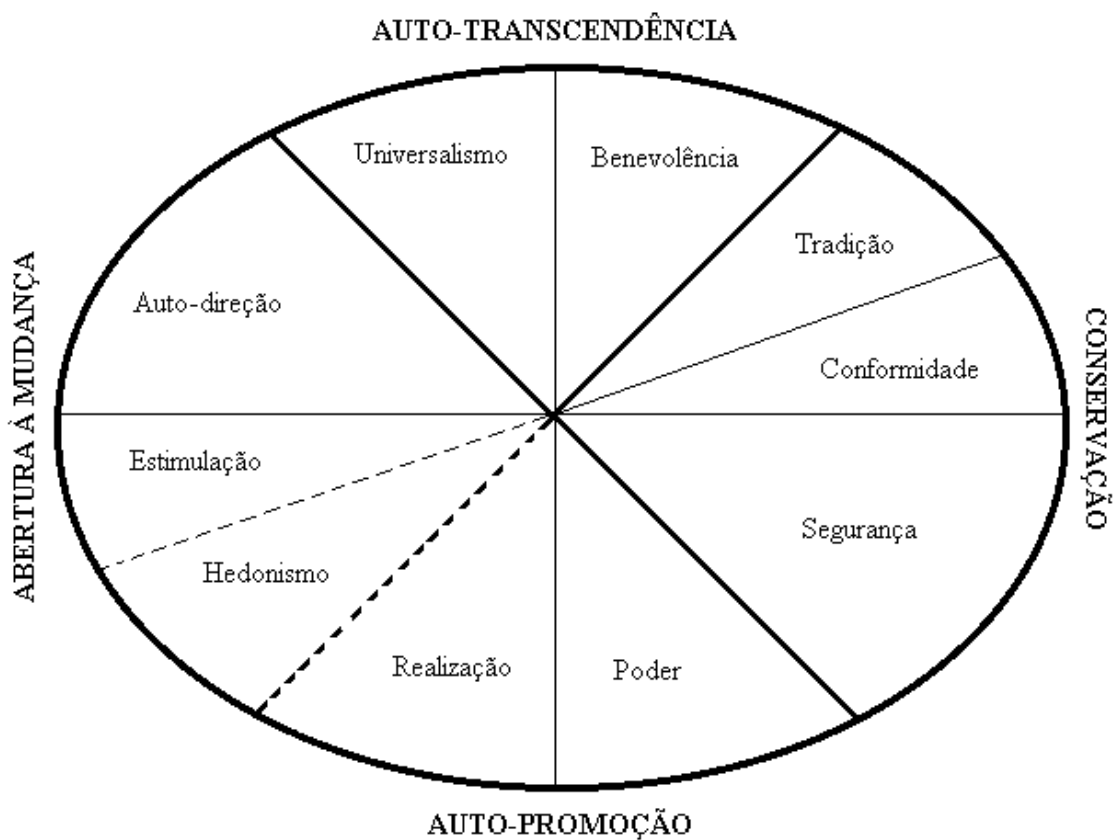 AUTO-TRANSCENDÊNCIA
Universalismo
Benevolência
Tradição
Auto-direção
ABERTURA À MUDANÇA
CONSERVAÇÃO
Conformidade
Estimulação
Segurança
Hedonismo
Realização
Poder
AUTO-PROMOÇÃO